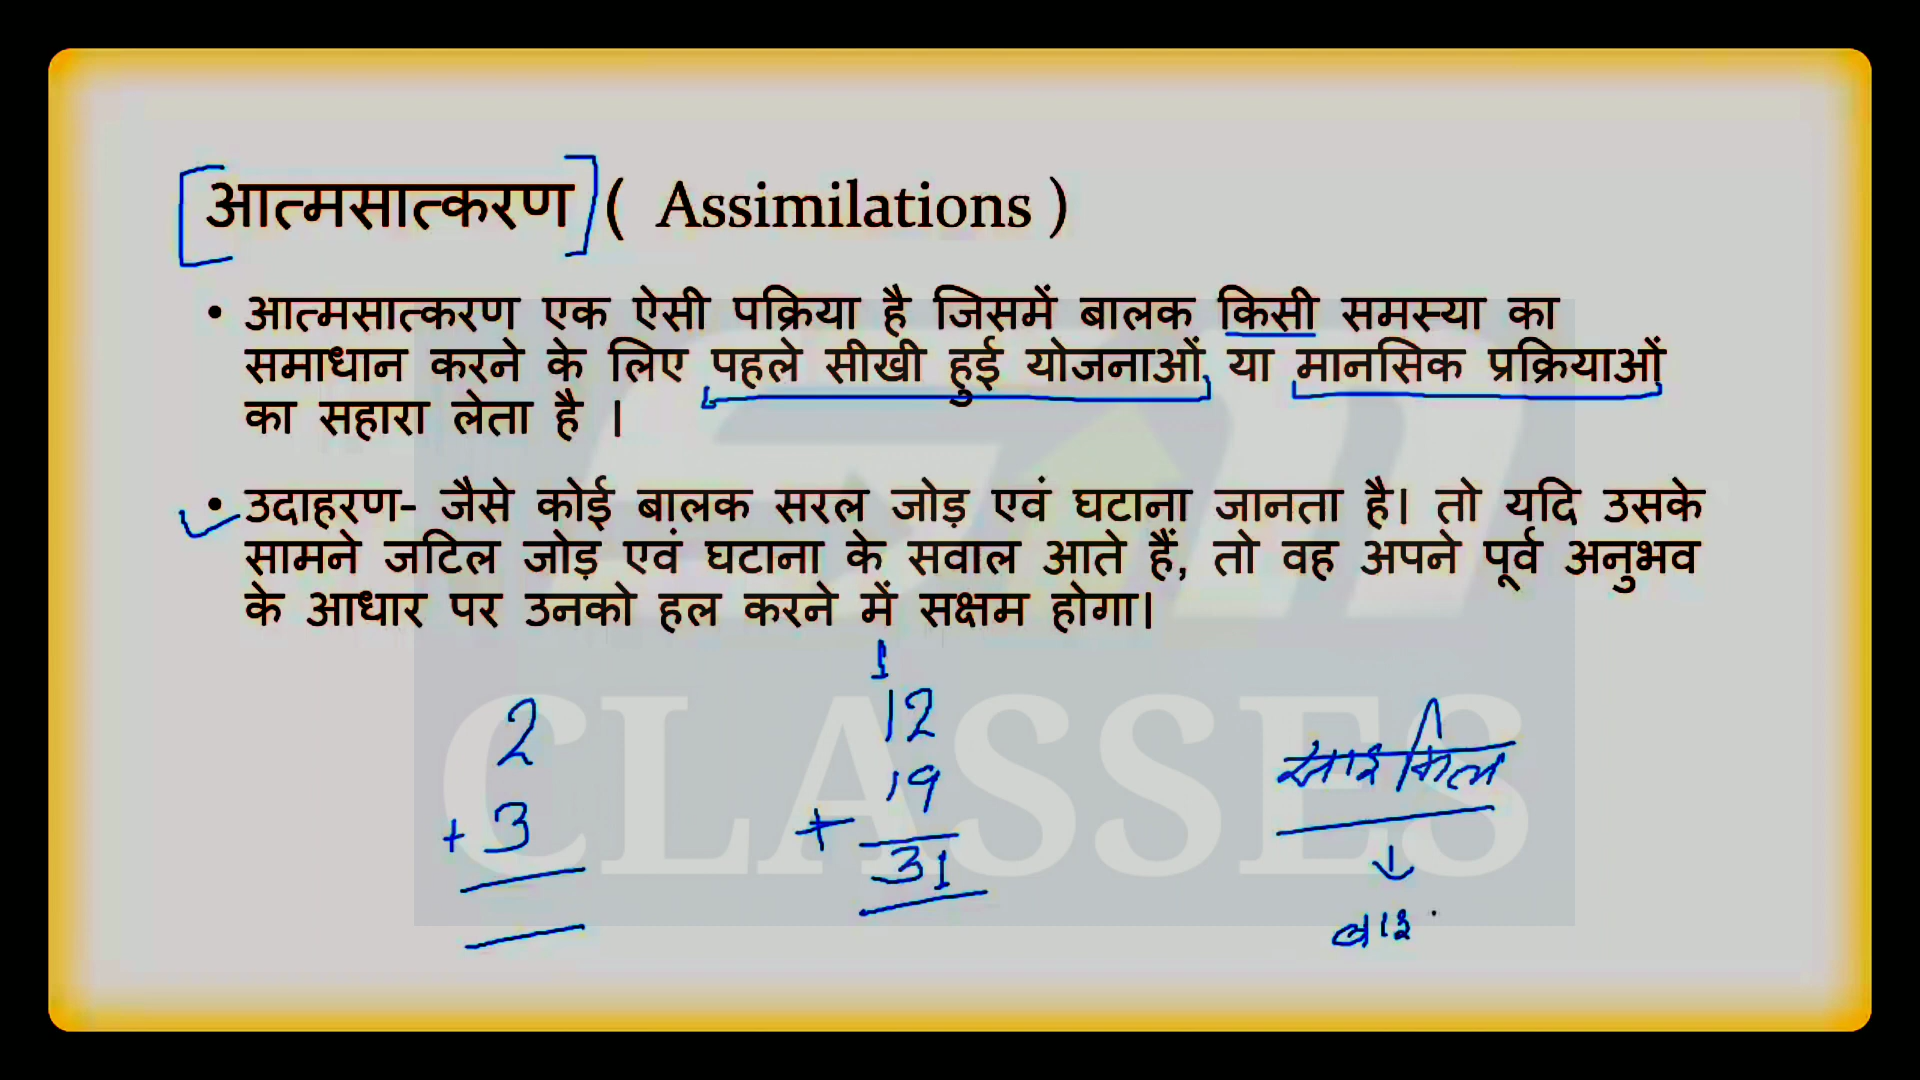 आत्मसात्करण ( Assimilations )
• आत्मसात्करण एक ऐसी पक्रिया है जिसमें बालक किसी समस्या का
समाधान करने के लिए पहले सीखी हुई योजनाओं या मानसिक प्रक्रियाओं
का सहारा लेता है ।
• उदाहरण- जैसे कोई बालक सरल जोड़ एवं घटाना जानता है। तो यदि उसके
सामने जटिल जोड़ एवं घटाना के सवाल आते हैं, तो वह अपने पूर्व अनुभव
के आधार पर उनको हल करने में सक्षम होगा।
1
2
12
+ 3
19
+
31
साइकिल
↓
बाइ
CLASSES